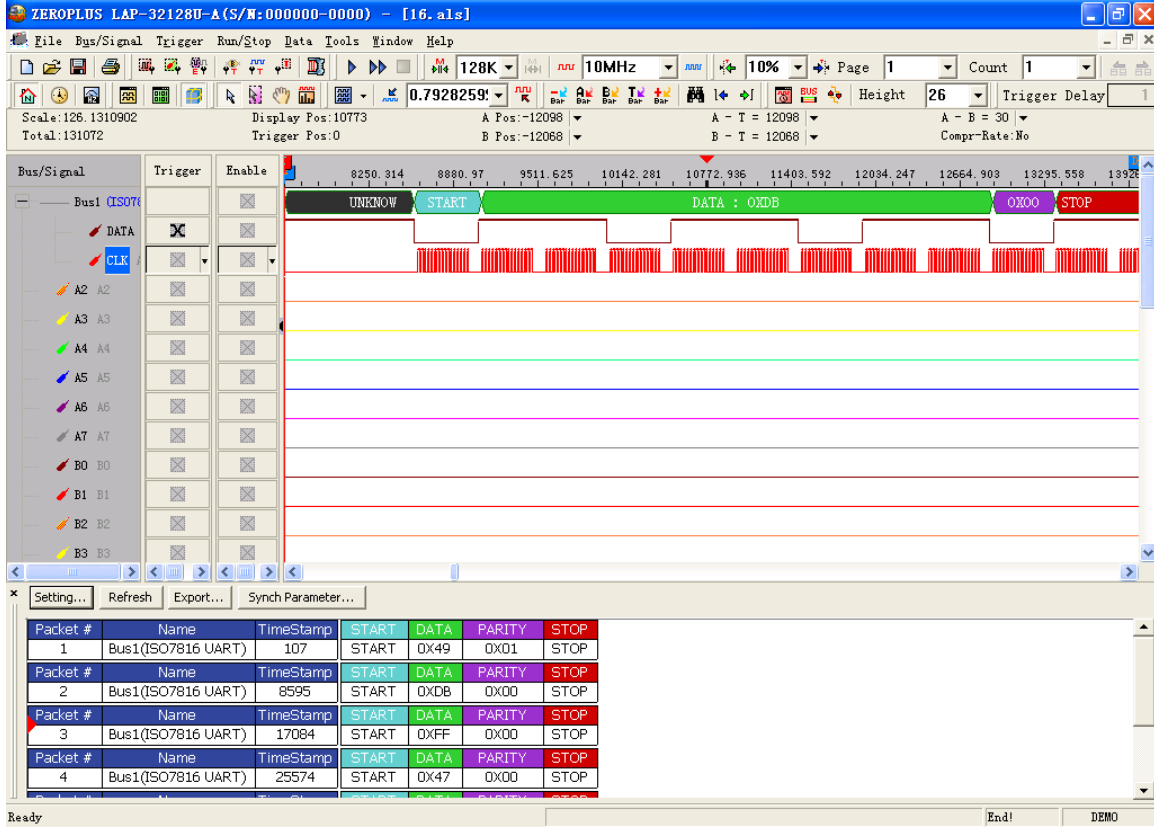 ZEROPLUS LAP-32128U-A(S/N:000000-0000) - [16.als]
File Bus/Signal Trigger Run/Stop Data Tools Window Help
128K 10MHz 10% Page 1 Count 1
0.7928259 Bar Bar Bar Bar Bar BUS Height 26 Trigger Delay 1
Scale:126.1310902 Display Pos:10773 A Pos:-12098 A - T = 12098 A - B = 30
Total:131072 Trigger Pos:0 B Pos:-12068 B - T = 12068 Compr-Rate:No
Bus/Signal Trigger Enable 8250.314 8880.97 9511.625 10142.281 10772.936 11403.592 12034.247 12664.903 13295.558 13926
Bus1 (ISO78 UNKNOW START DATA : 0XDB 0X00 STOP
DATA
CLK
A2 A2
A3 A3
A4 A4
A5 A5
A6 A6
A7 A7
B0 B0
B1 B1
B2 B2
B3 B3
Setting... Refresh Export... Synch Parameter...
Packet # Name TimeStamp START DATA PARITY STOP
1 Bus1(ISO7816 UART) 107 START 0X49 0X01 STOP
Packet # Name TimeStamp START DATA PARITY STOP
2 Bus1(ISO7816 UART) 8595 START 0XDB 0X00 STOP
Packet # Name TimeStamp START DATA PARITY STOP
3 Bus1(ISO7816 UART) 17084 START 0XFF 0X00 STOP
Packet # Name TimeStamp START DATA PARITY STOP
4 Bus1(ISO7816 UART) 25574 START 0X47 0X00 STOP
Ready End! DEMO